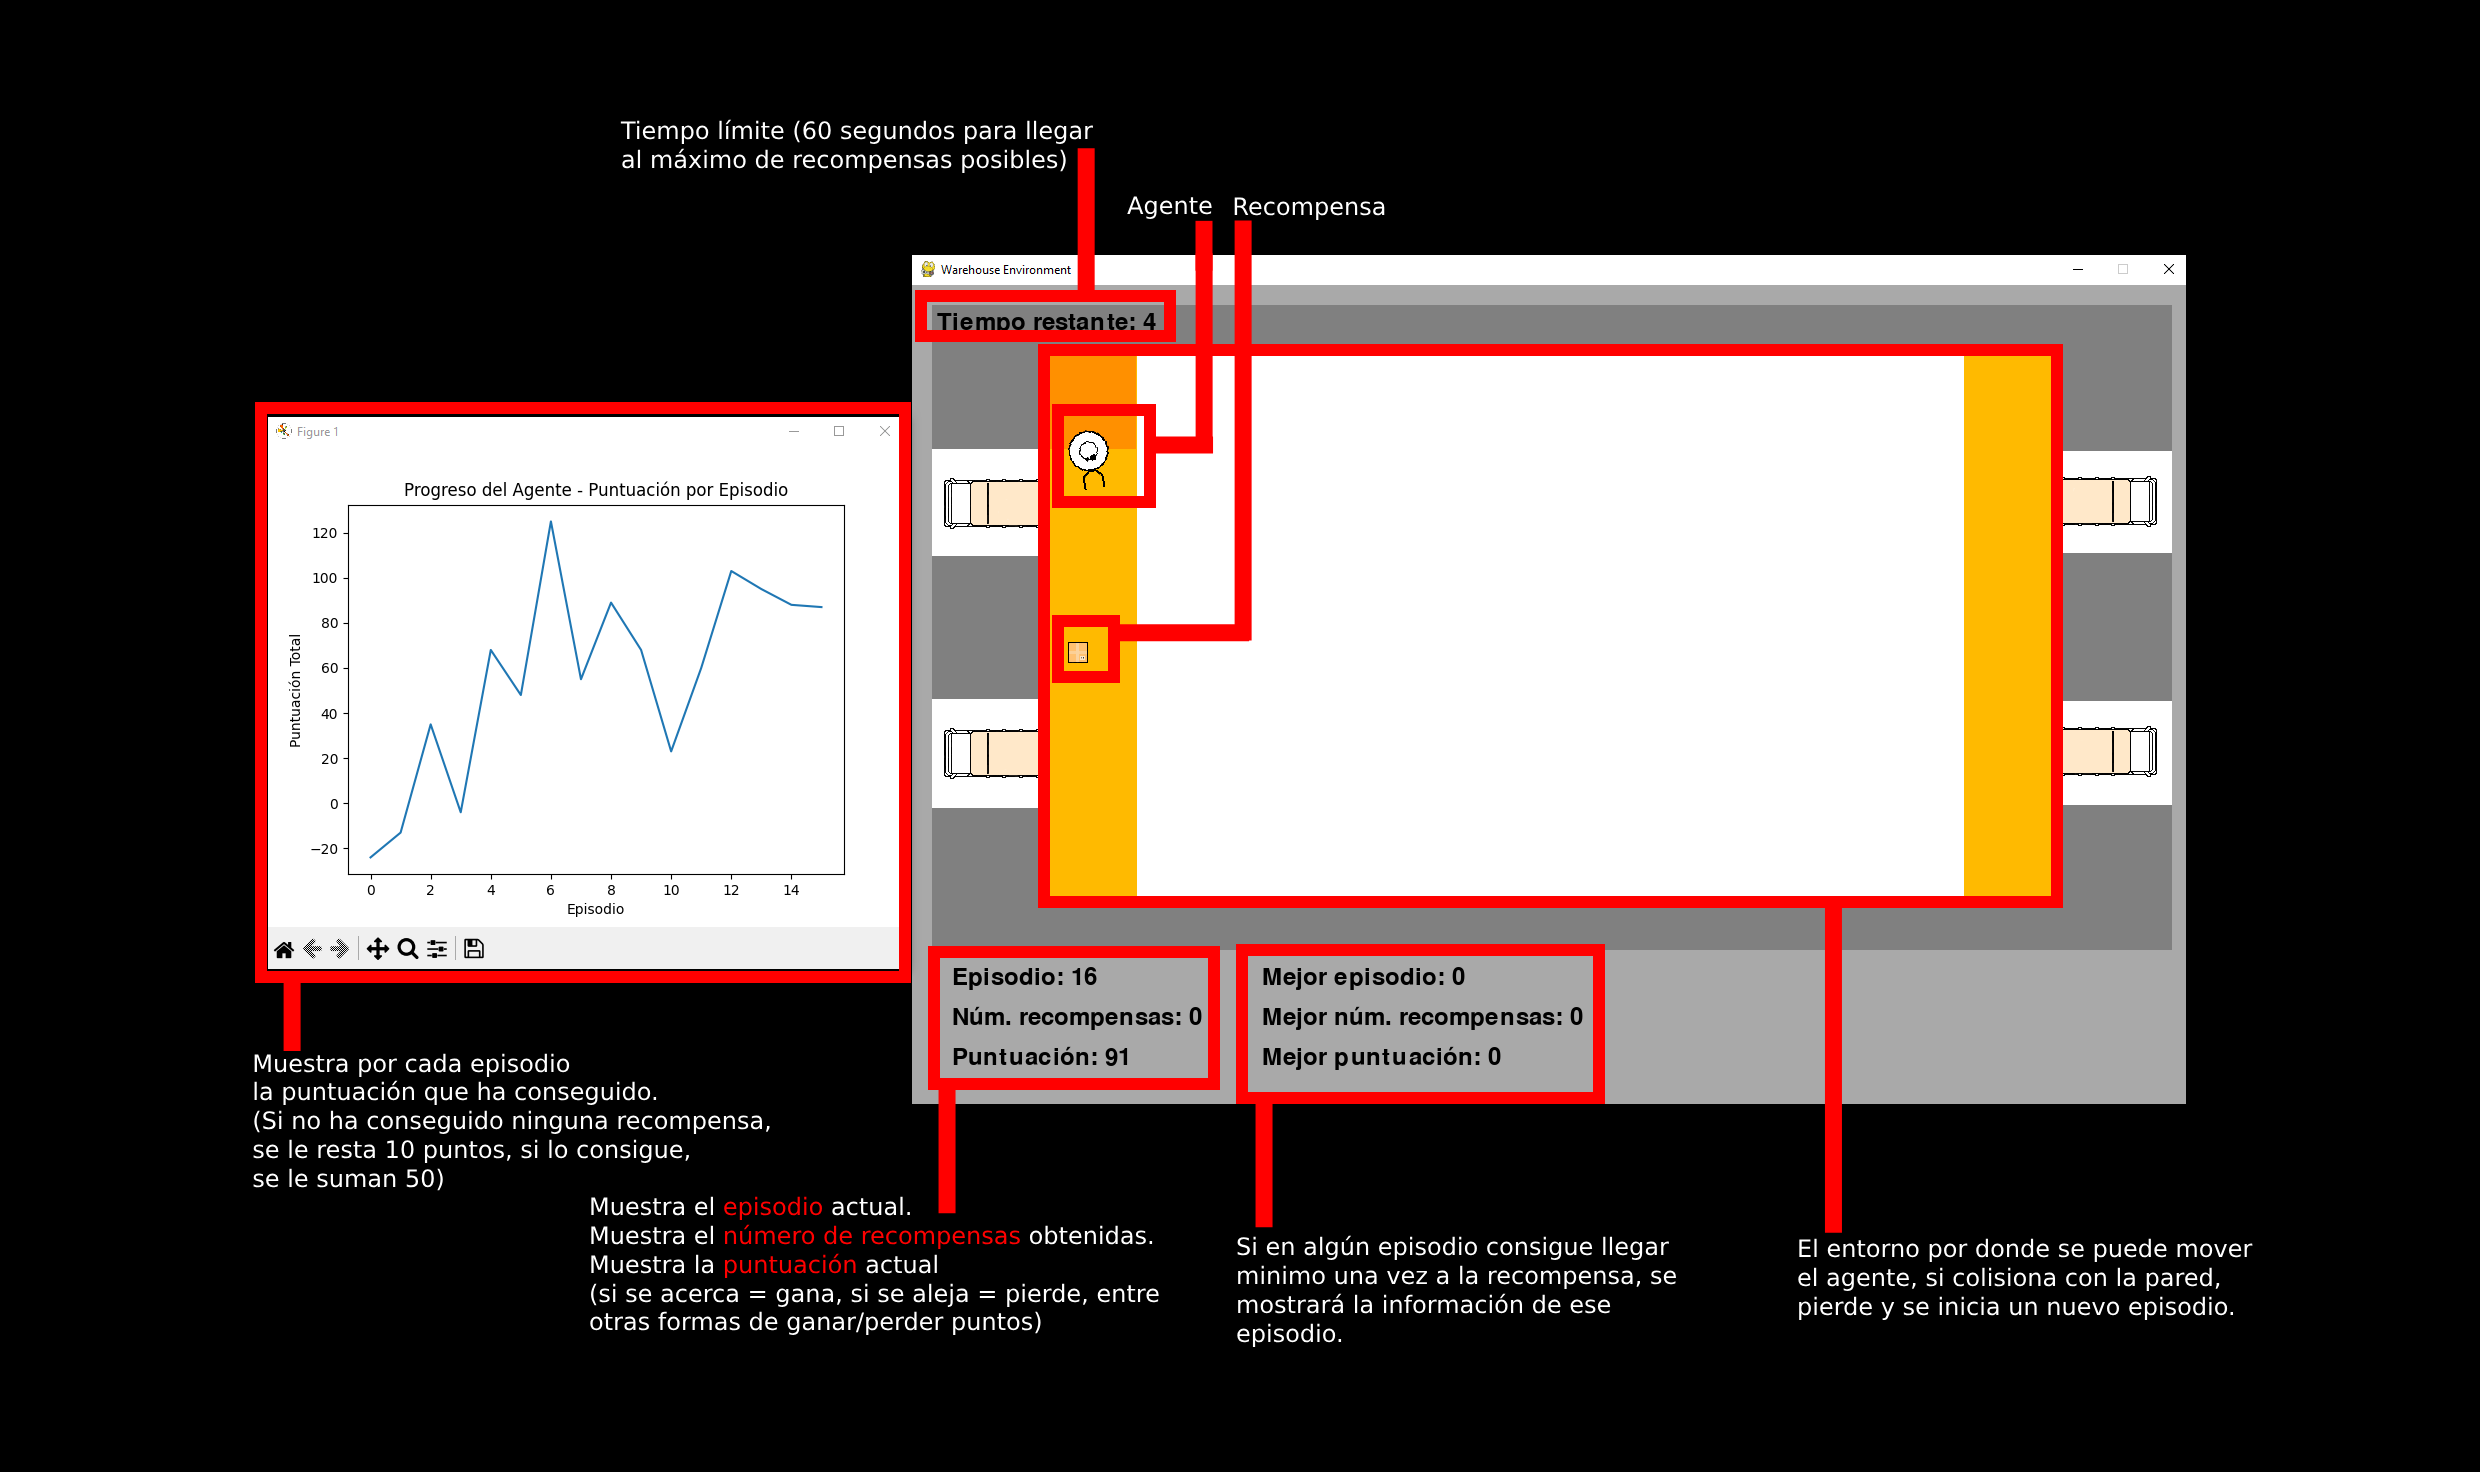 Tiempo límite (60 segundos para llegar
al máximo de recompensas posibles)
Agente
Recompensa
Warehouse Environment
Tiempo restante: 4
Figure 1
Progreso del Agente - Puntuación por Episodio
Puntuación Total
120
100
80
60
40
20
0
−20
0 2 4 6 8 10 12 14
Episodio
Episodio: 16
Núm. recompensas: 0
Puntuación: 91
Mejor episodio: 0
Mejor núm. recompensas: 0
Mejor puntuación: 0
Muestra por cada episodio
la puntuación que ha conseguido.
(Si no ha conseguido ninguna recompensa,
se le resta 10 puntos, si lo consigue,
se le suman 50)
Muestra el episodio actual.
Muestra el número de recompensas obtenidas.
Muestra la puntuación actual
(si se acerca = gana, si se aleja = pierde, entre
otras formas de ganar/perder puntos)
Si en algún episodio consigue llegar
minimo una vez a la recompensa, se
mostrará la información de ese
episodio.
El entorno por donde se puede mover
el agente, si colisiona con la pared,
pierde y se inicia un nuevo episodio.